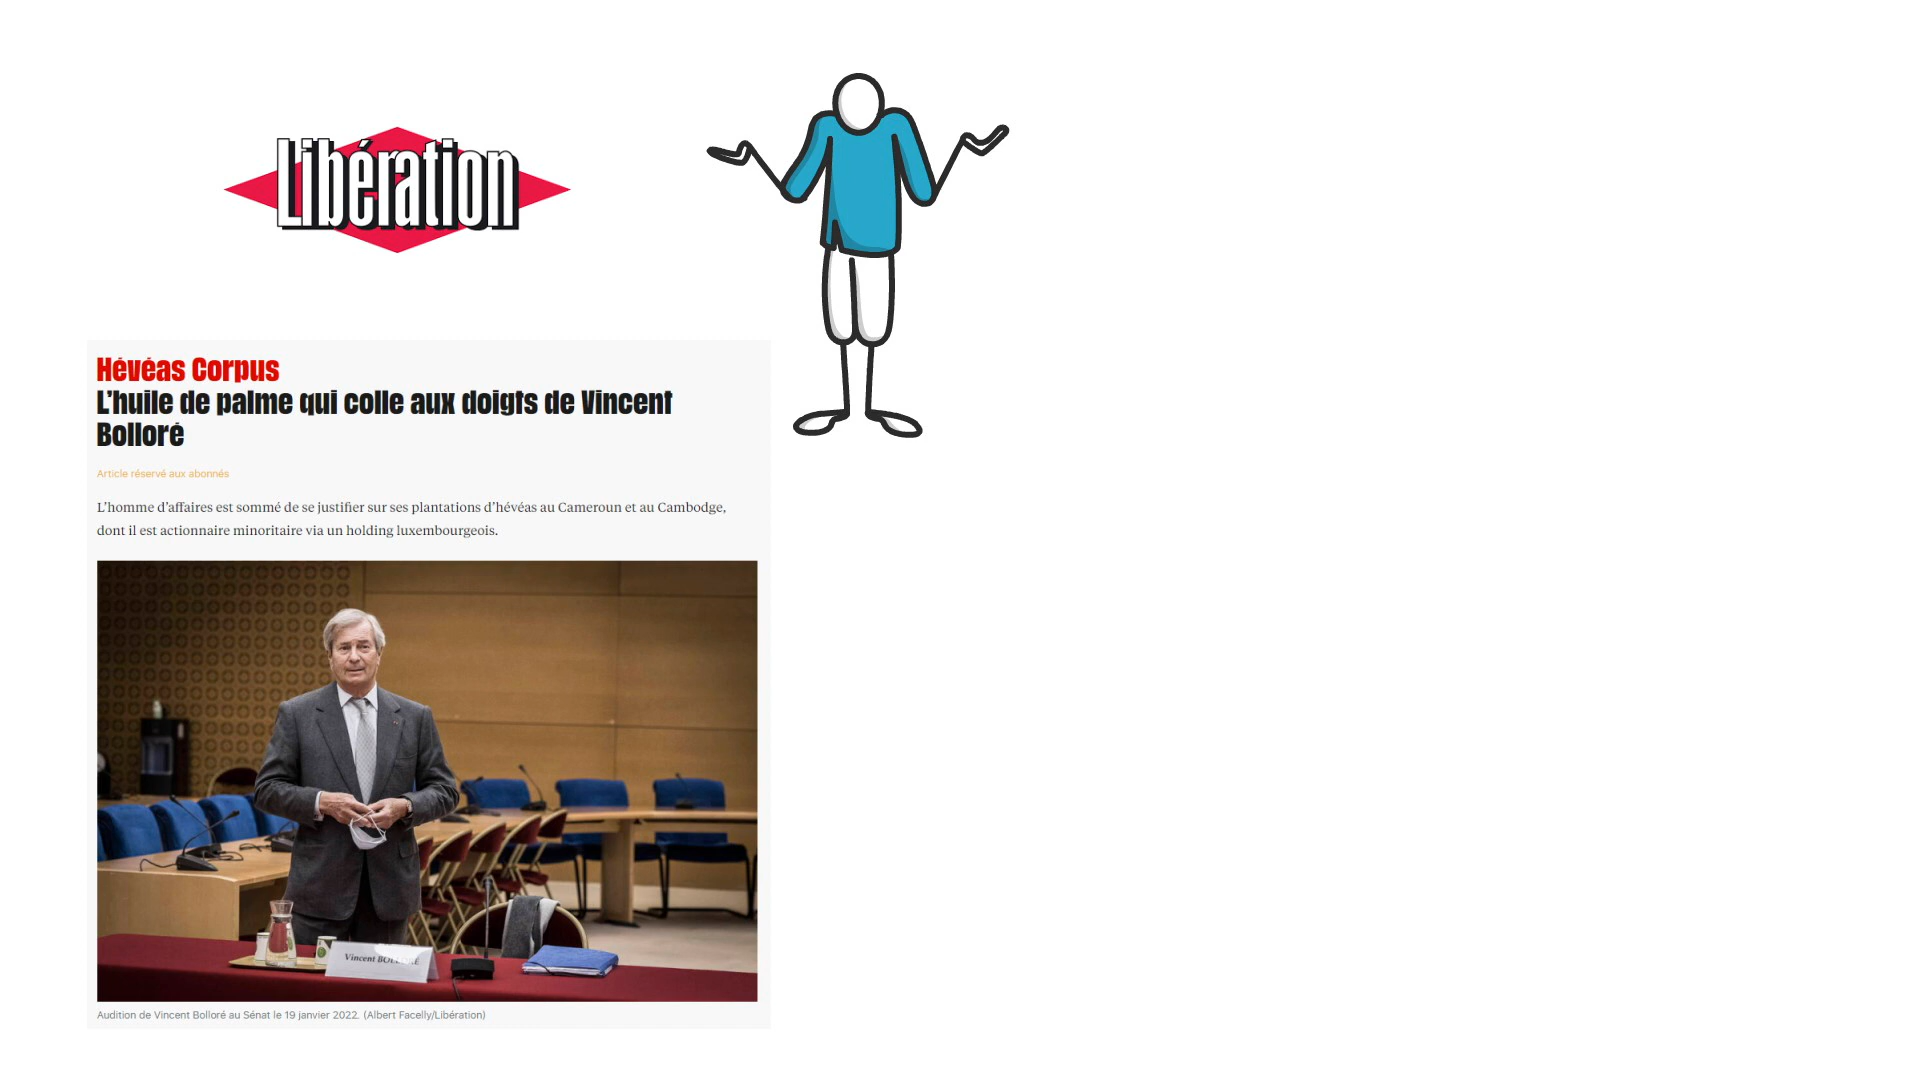 Libération
Hévéas Corpus
L'huile de palme qui colle aux doigts de Vincent
Bolloré
Article réservé aux abonnés
L'homme d'affaires est sommé de se justifier sur ses plantations d'hévéas au Cameroun et au Cambodge,
dont il est actionnaire minoritaire via un holding luxembourgeois.
Vincent BOLLORÉ
Audition de Vincent Bolloré au Sénat le 19 janvier 2022. (Albert Facelly/Libération)